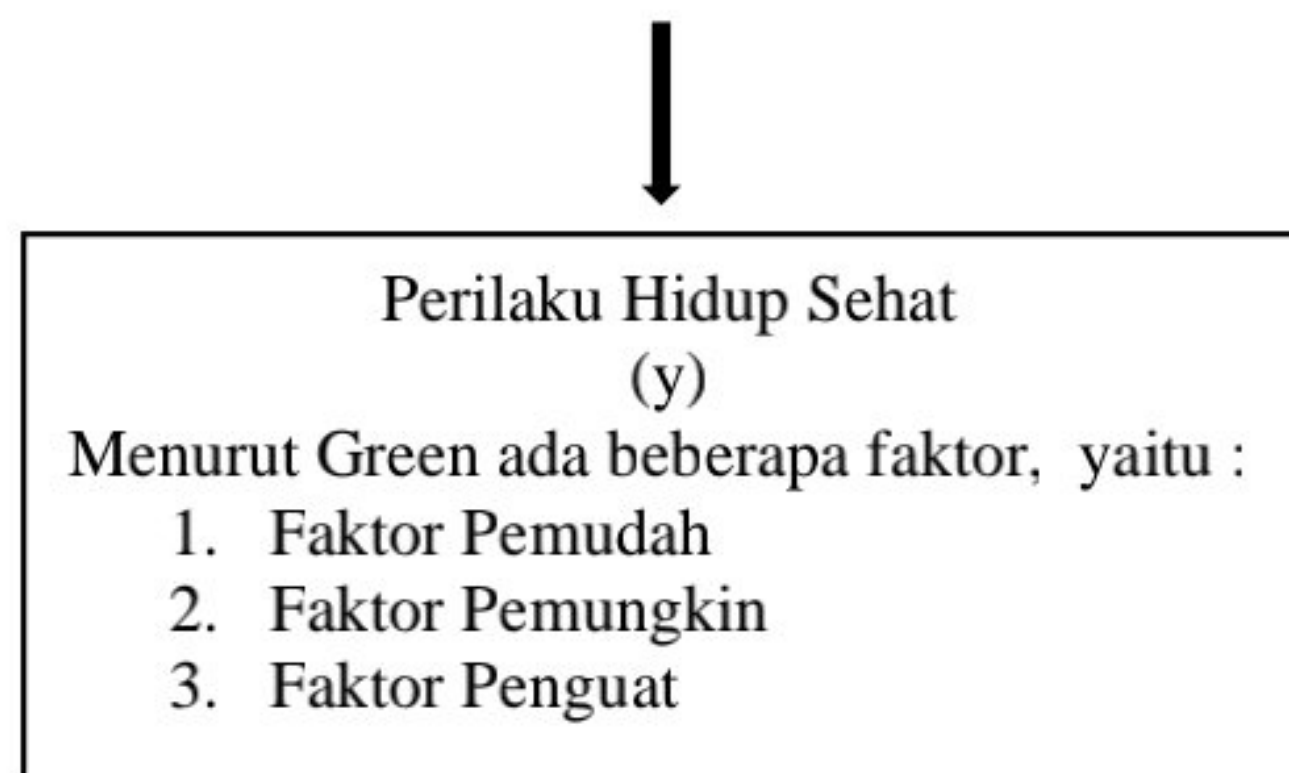 Perilaku Hidup Sehat
(y)
Menurut Green ada beberapa faktor, yaitu :
1. Faktor Pemudah
2. Faktor Pemungkin
3. Faktor Penguat